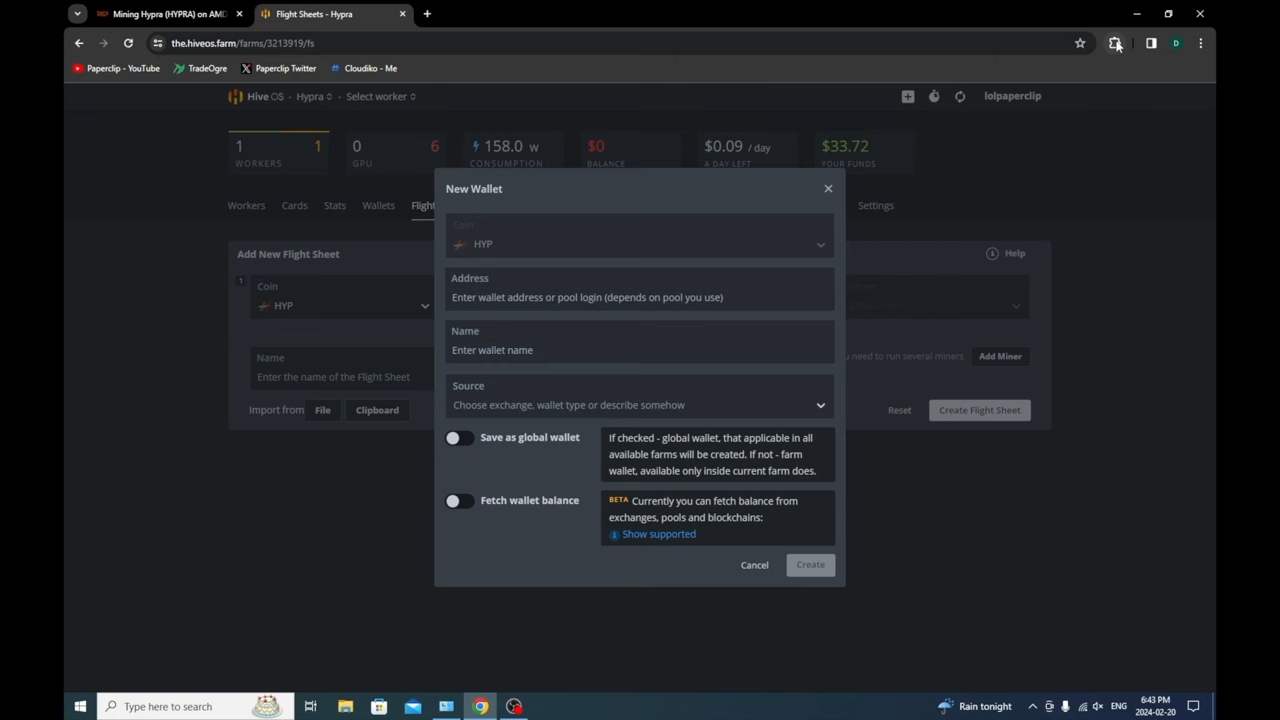 Mining Hypra (HYPRA) on AMD
Flight Sheets - Hypra
the.hiveos.farm/farms/3213919/fs
D
Paperclip - YouTube
TradeOgre
Paperclip Twitter
Cloudiko - Me
Hive OS · Hypra
Select worker
lolpaperclip
1 1
WORKERS
0 6
GPU
158.0 w
CONSUMPTION
$0
BALANCE
$0.09 / day
A DAY LEFT
$33.72
YOUR FUNDS
Workers
Cards
Stats
Wallets
Flight
Settings
Add New Flight Sheet
Help
1
Coin
HYP
Name
Enter the name of the Flight Sheet
Import from
File
Clipboard
need to run several miners
Add Miner
Reset
Create Flight Sheet
New Wallet
Coin
HYP
Address
Enter wallet address or pool login (depends on pool you use)
Name
Enter wallet name
Source
Choose exchange, wallet type or describe somehow
Save as global wallet
If checked - global wallet, that applicable in all
available farms will be created. If not - farm
wallet, available only inside current farm does.
Fetch wallet balance
BETA Currently you can fetch balance from
exchanges, pools and blockchains:
Show supported
Cancel
Create
Type here to search
Rain tonight
ENG
6:43 PM
2024-02-20